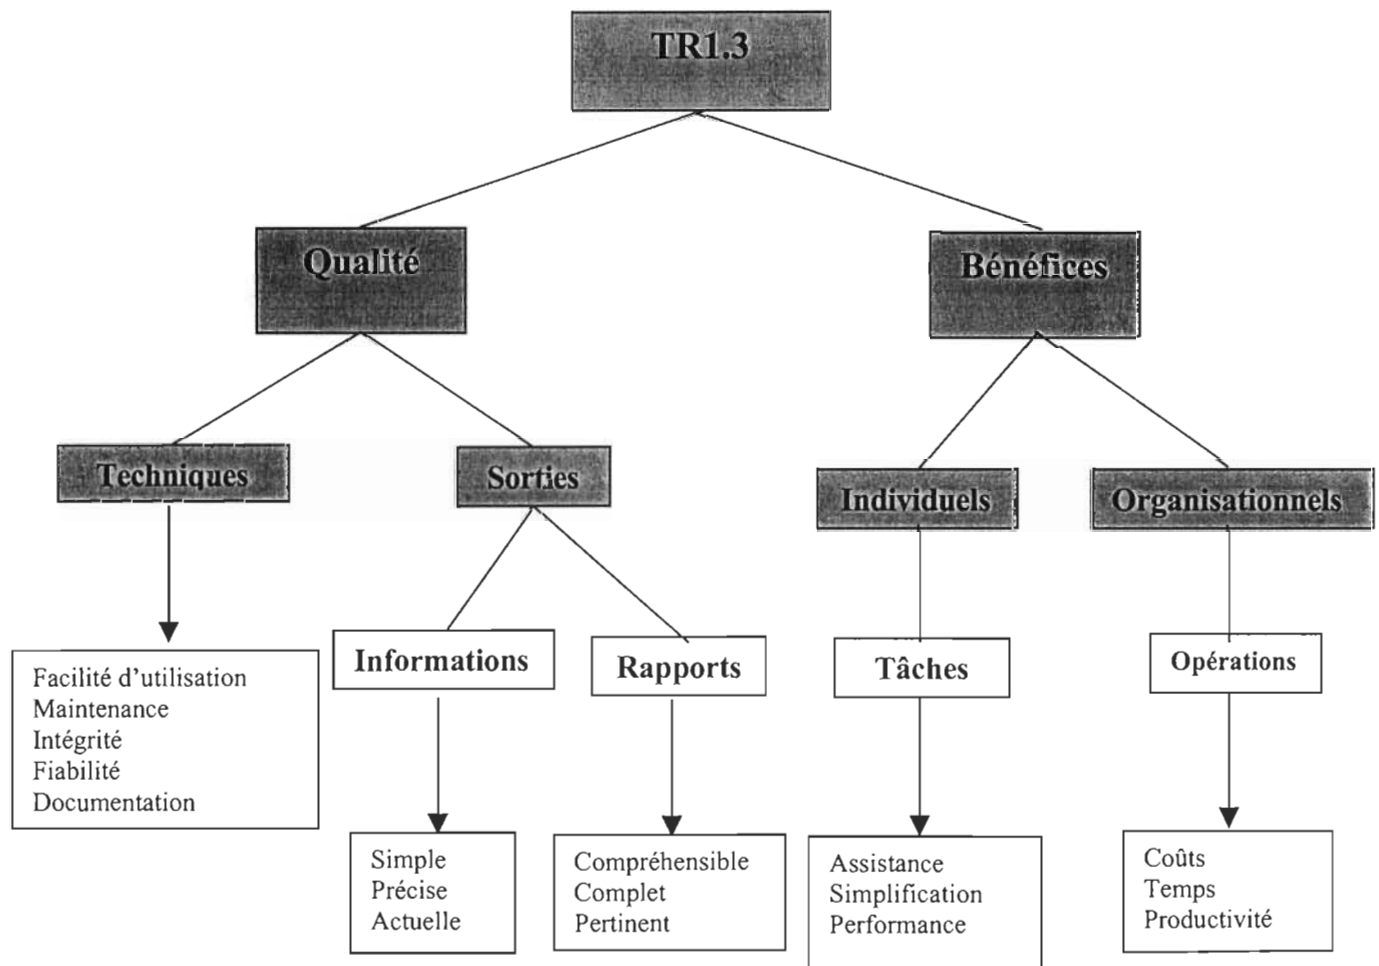 TR1.3
Qualité
Bénéfices
Techniques
Sorties
Individuels
Organisationnels
Informations
Rapports
Tâches
Opérations
Facilité d'utilisation
Maintenance
Intégrité
Fiabilité
Documentation
Simple
Précise
Actuelle
Compréhensible
Complet
Pertinent
Assistance
Simplification
Performance
Coûts
Temps
Productivité